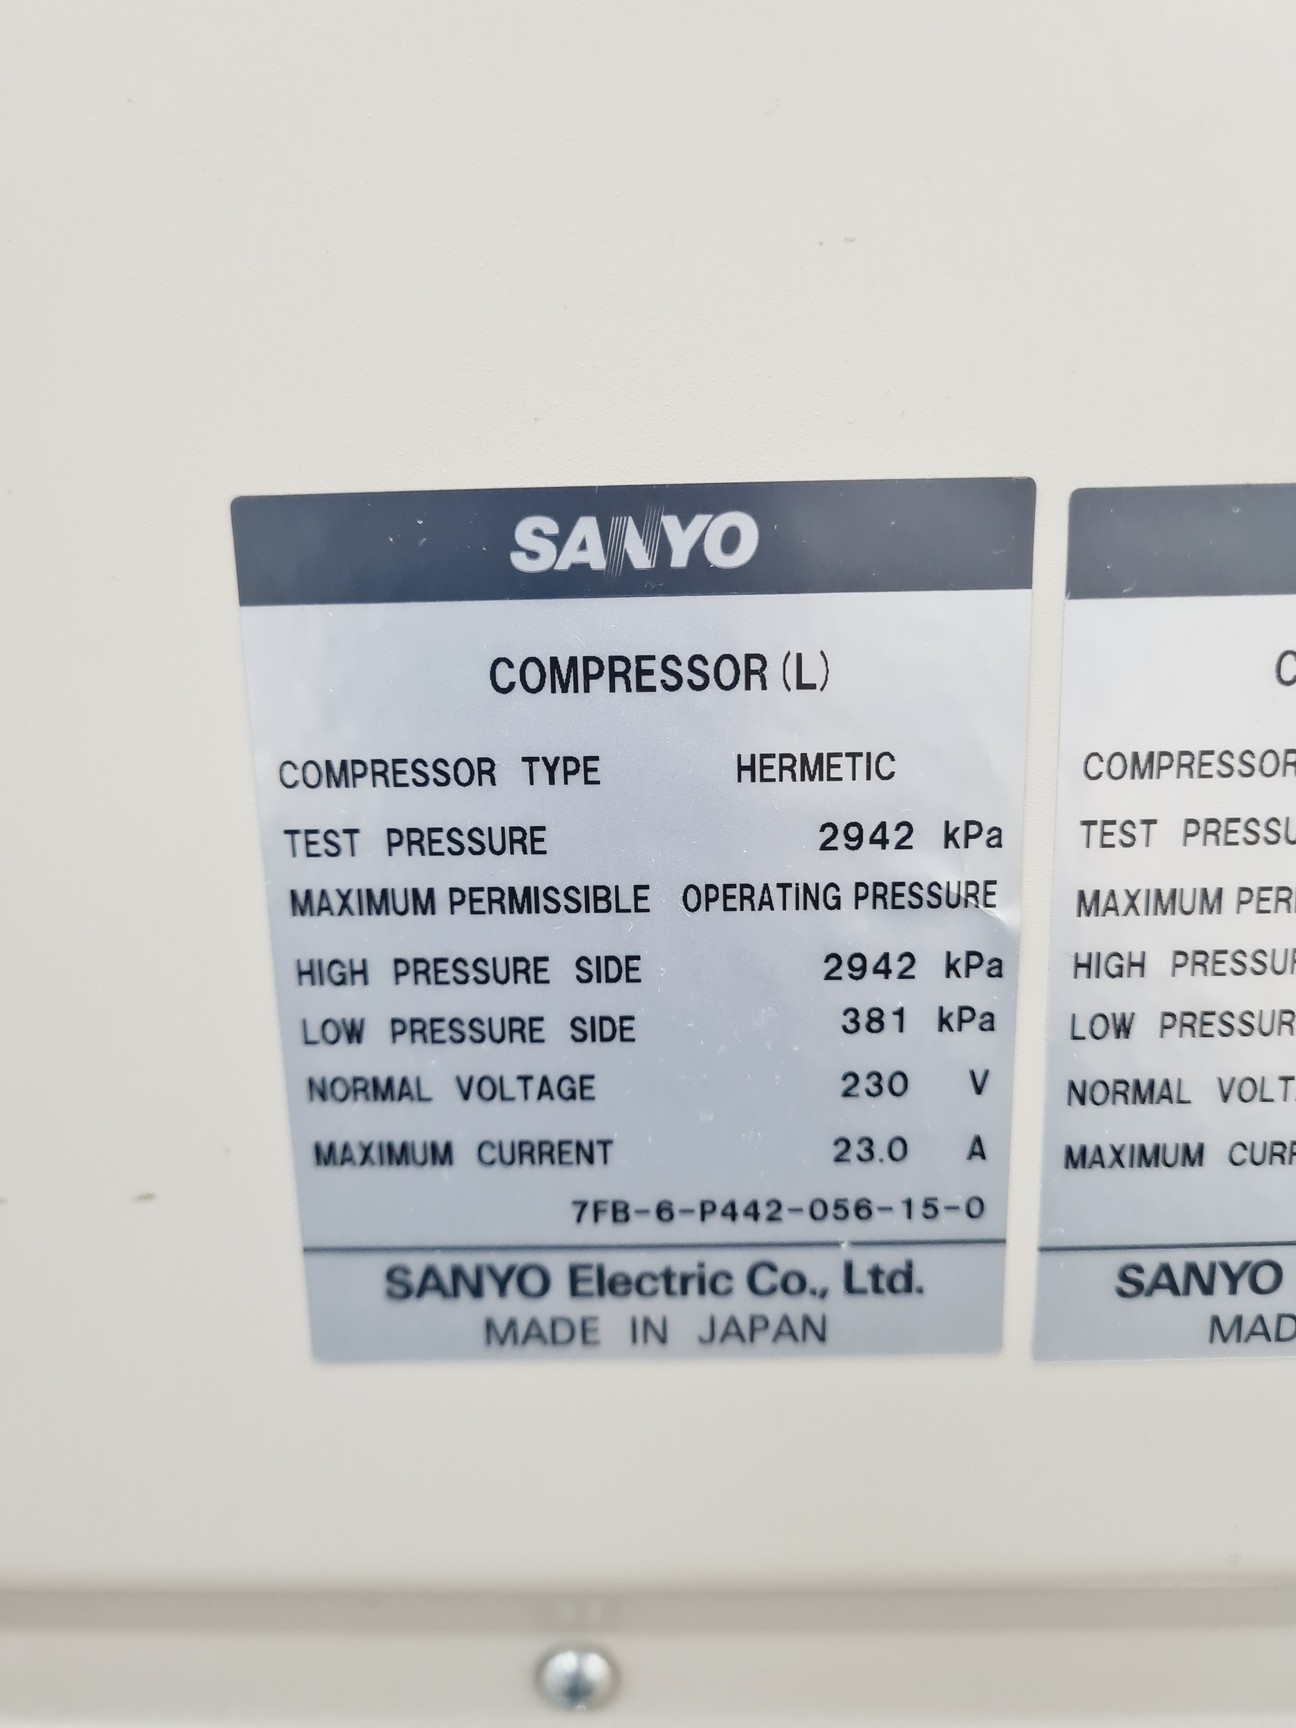 SANYO
COMPRESSOR (L)
COMPRESSOR TYPE HERMETIC
TEST PRESSURE 2942 kPa
MAXIMUM PERMISSIBLE OPERATING PRESSURE
HIGH PRESSURE SIDE 2942 kPa
LOW PRESSURE SIDE 381 kPa
NORMAL VOLTAGE 230 V
MAXIMUM CURRENT 23.0 A
7FB-6-P442-056-15-0
SANYO Electric Co., Ltd.
MADE IN JAPAN
COMPRESSOR
TEST
MAXIMUM
HIGH
LOW
NORMAL
MAXIMUM
SANYO